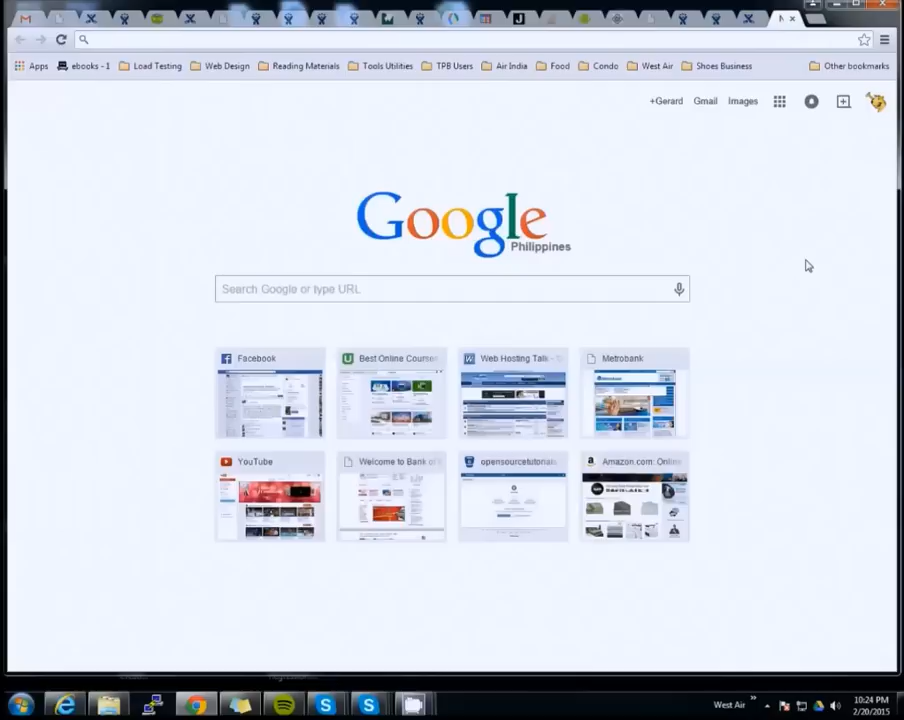 Apps ebooks - 1 Load Testing Web Design Reading Materials Tools Utilities TPB Users Air India Food Condo West Air Shoes Business Other bookmarks
+Gerard Gmail Images
Google
Philippines
Search Google or type URL
Facebook Best Online Course Web Hosting Talk - Metrobank
YouTube Welcome to Bank of opensourcetutorials Amazon.com: Onlin
West Air 10:24 PM
2/20/2015